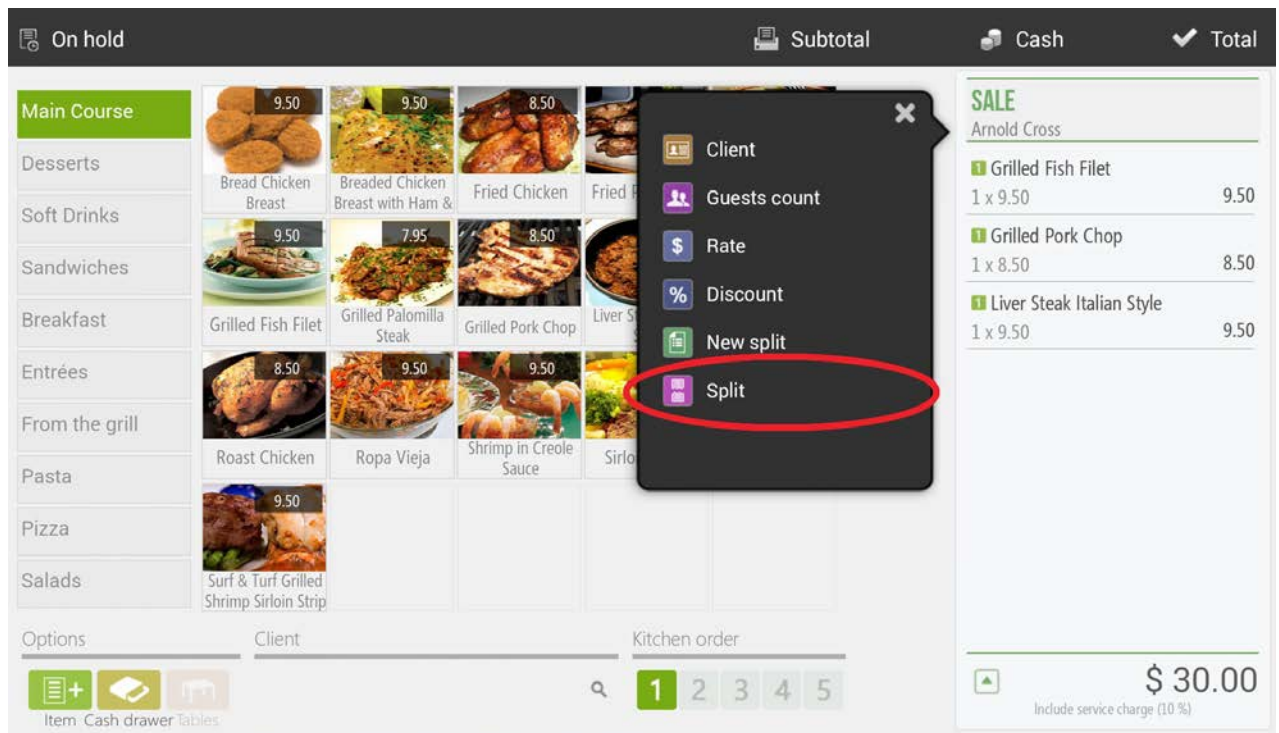 On hold
Subtotal
Cash
Total
Main Course
Desserts
Soft Drinks
Sandwiches
Breakfast
Entrées
From the grill
Pasta
Pizza
Salads
9.50
Bread Chicken
Breast
9.50
Breaded Chicken
Breast with Ham &
8.50
Fried Chicken
Fried
9.50
Grilled Fish Filet
7.95
Grilled Palomilla
Steak
8.50
Grilled Pork Chop
Liver
8.50
Roast Chicken
9.50
Ropa Vieja
9.50
Shrimp in Creole
Sauce
9.50
Surf & Turf Grilled
Shrimp Sirloin Strip
Client
Guests count
$ Rate
% Discount
New split
Split
SALE
Arnold Cross
1 Grilled Fish Filet
1 x 9.50 9.50
1 Grilled Pork Chop
1 x 8.50 8.50
1 Liver Steak Italian Style
1 x 9.50 9.50
Options
Client
Kitchen order
1 2 3 4 5
Item Cash drawer Tables
$ 30.00
Include service charge (10 %)